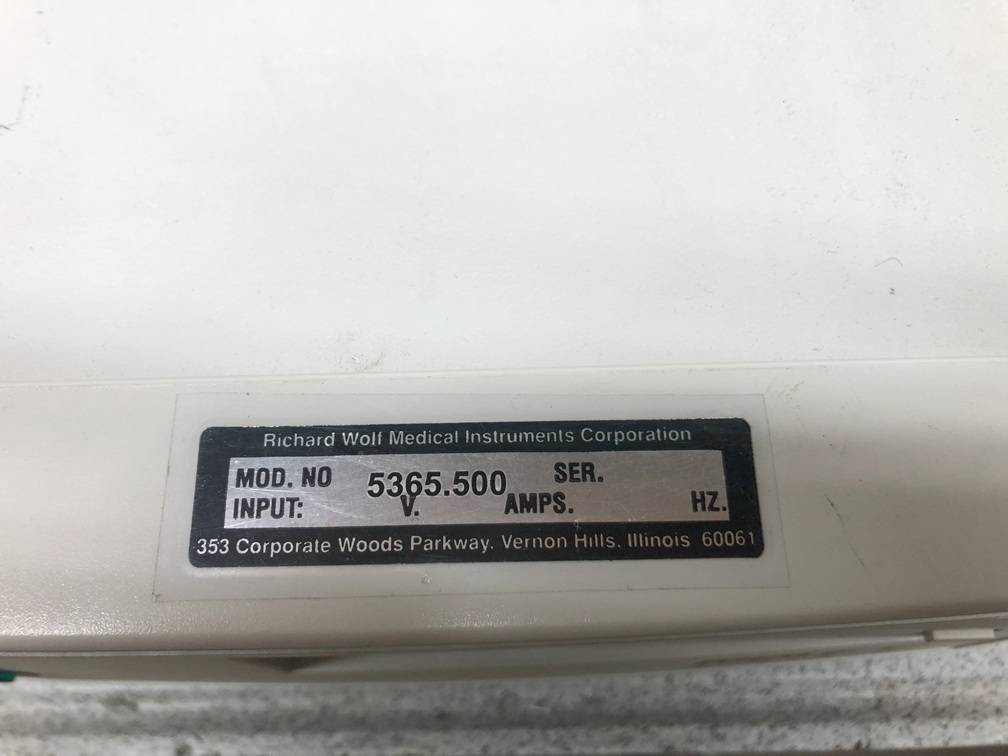 Richard Wolf Medical Instruments Corporation
MOD. NO 5365.500 SER.
INPUT: V. AMPS. HZ.
353 Corporate Woods Parkway. Vernon Hills. Illinois 60061